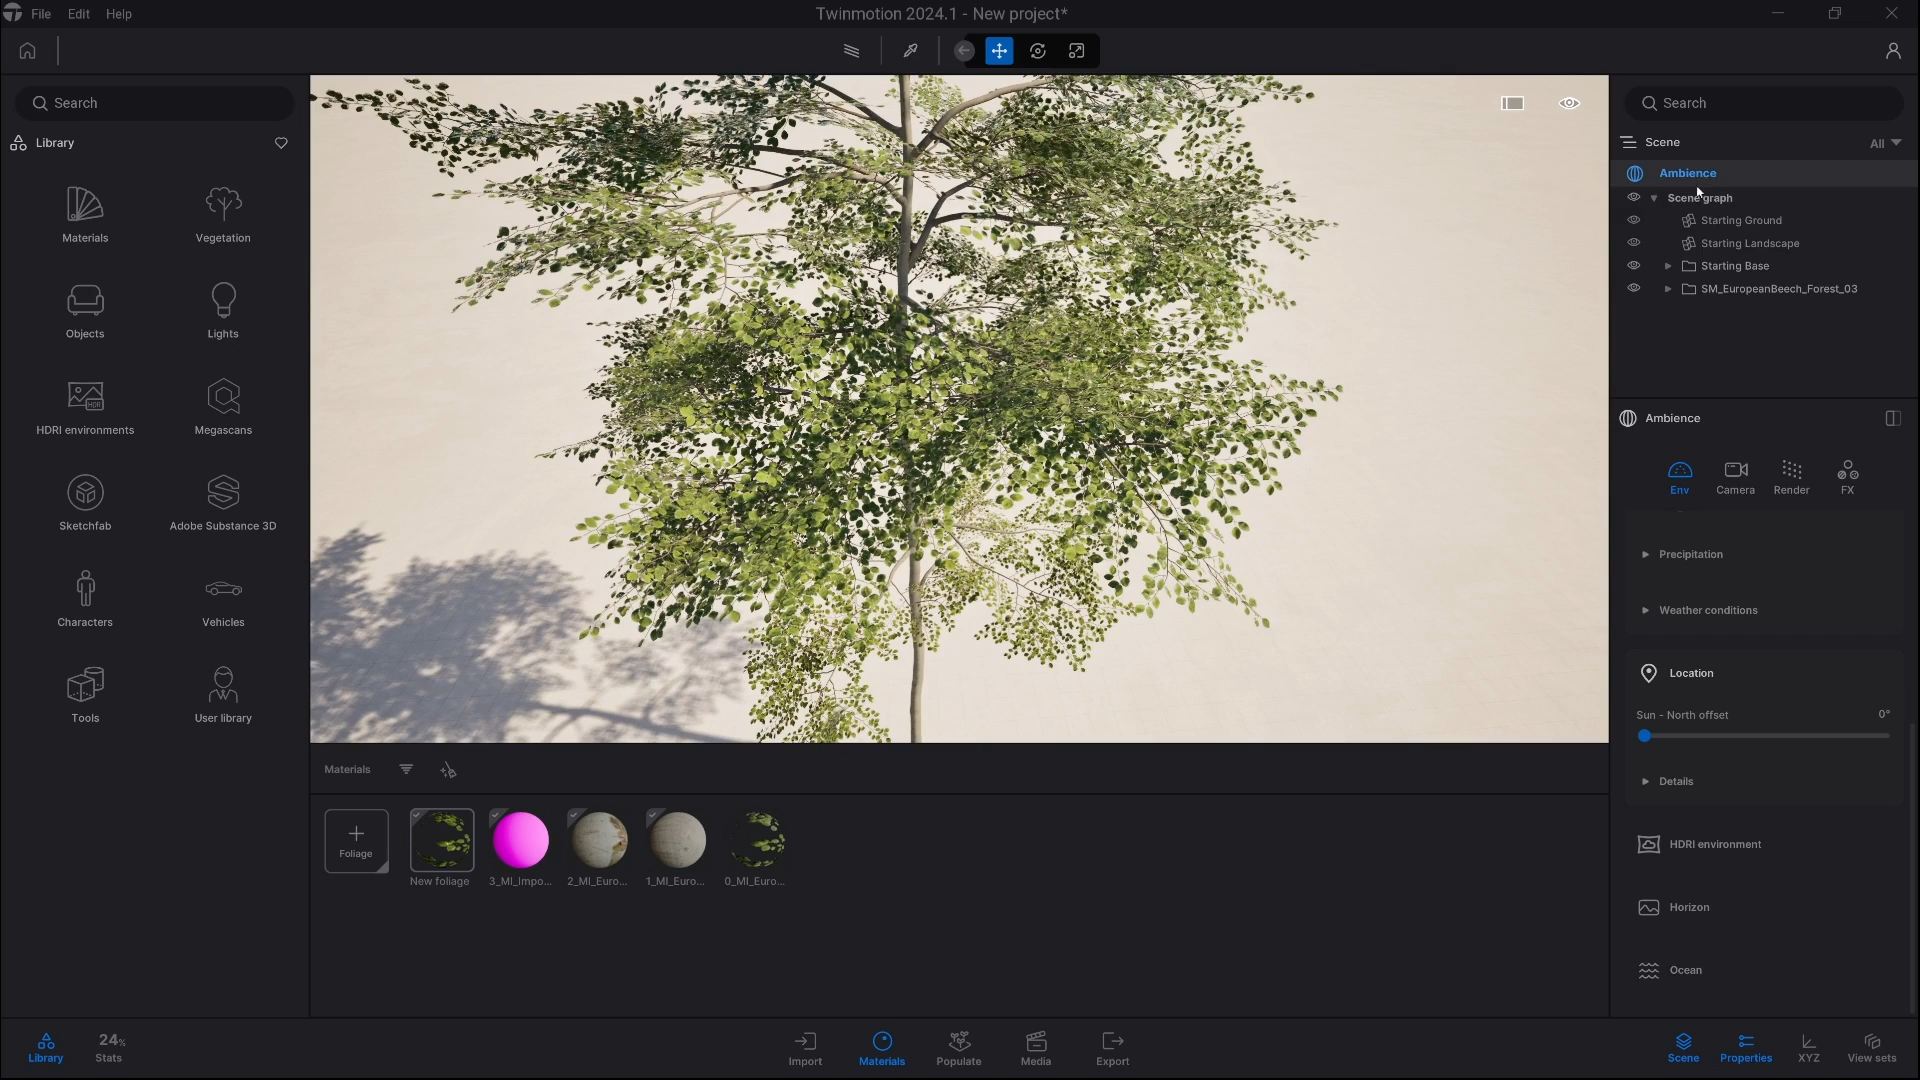 File Edit Help
Twinmotion 2024.1 - New project*
Search
Library
Materials
Vegetation
Objects
Lights
HDR
HDRI environments
Megascans
Sketchfab
Adobe Substance 3D
Characters
Vehicles
Tools
User library
Materials
Foliage
New foliage
3_MI_Impo...
2_MI_Euro...
1_MI_Euro...
0_MI_Euro...
Search
Scene
All
Ambience
Scene graph
Starting Ground
Starting Landscape
Starting Base
SM_EuropeanBeech_Forest_03
Ambience
Env
Camera
Render
FX
Precipitation
Weather conditions
Location
Sun - North offset 0°
Details
HDRI environment
Horizon
Ocean
Library
24%
Stats
Import
Materials
Populate
Media
Export
Scene
Properties
XYZ
View sets